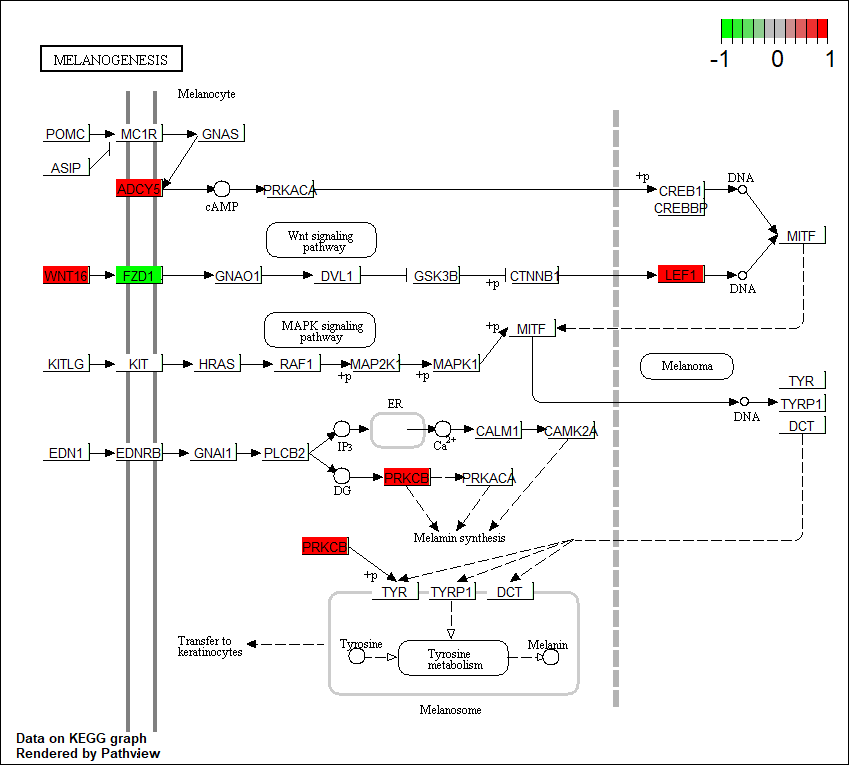 -1 0 1
MELANOGENESIS
Melanocyte
POMC MC1R GNAS
ASIP
ADCY5 cAMP PRKACA +p CREB1 DNA
CREBBP
MITF
Wnt signaling
pathway
WNT16 FZD1 GNAO1 DVL1 GSK3B +p CTNNB1 LEF1 DNA
MAPK signaling
pathway
+p MITF
KITLG KIT HRAS RAF1 +p MAP2K1 +p MAPK1
Melanoma
TYR
DNA TYRP1
DCT
ER
IP3 Ca2+ CALM1 CAMK2A
EDN1 EDNRB GNAI1 PLCB2
DG PRKCB PRKACA
Melamin synthesis
PRKCB
+p
TYR TYRP1 DCT
Transfer to
keratinocytes
Tyrosine Melanin
Tyrosine
metabolism
Melanosome
Data on KEGG graph
Rendered by Pathview